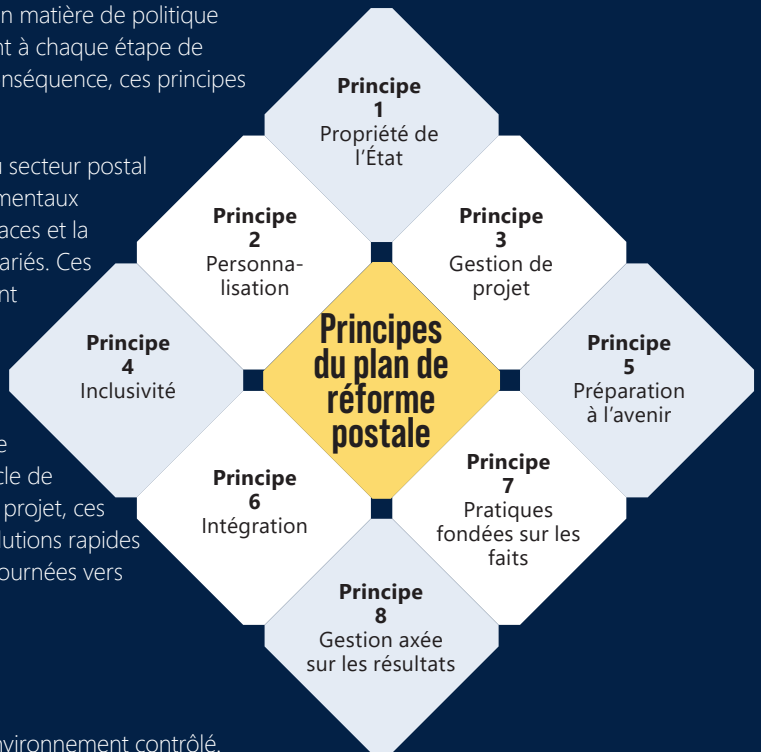 n matière de politique
nt à chaque étape de
onséquence, ces principes
u secteur postal
mentaux
aces et la
ariés. Ces
nt
e
cle de
projet, ces
lutions rapides
ournées vers
nvironnement contrôlé.
Principe
1
Propriété de
l'État
Principe
2
Personna-
lisation
Principe
3
Gestion de
projet
Principe
4
Inclusivité
Principes
du plan de
réforme
postale
Principe
5
Préparation
à l'avenir
Principe
6
Intégration
Principe
7
Pratiques
fondées sur les
faits
Principe
8
Gestion axée
sur les résultats